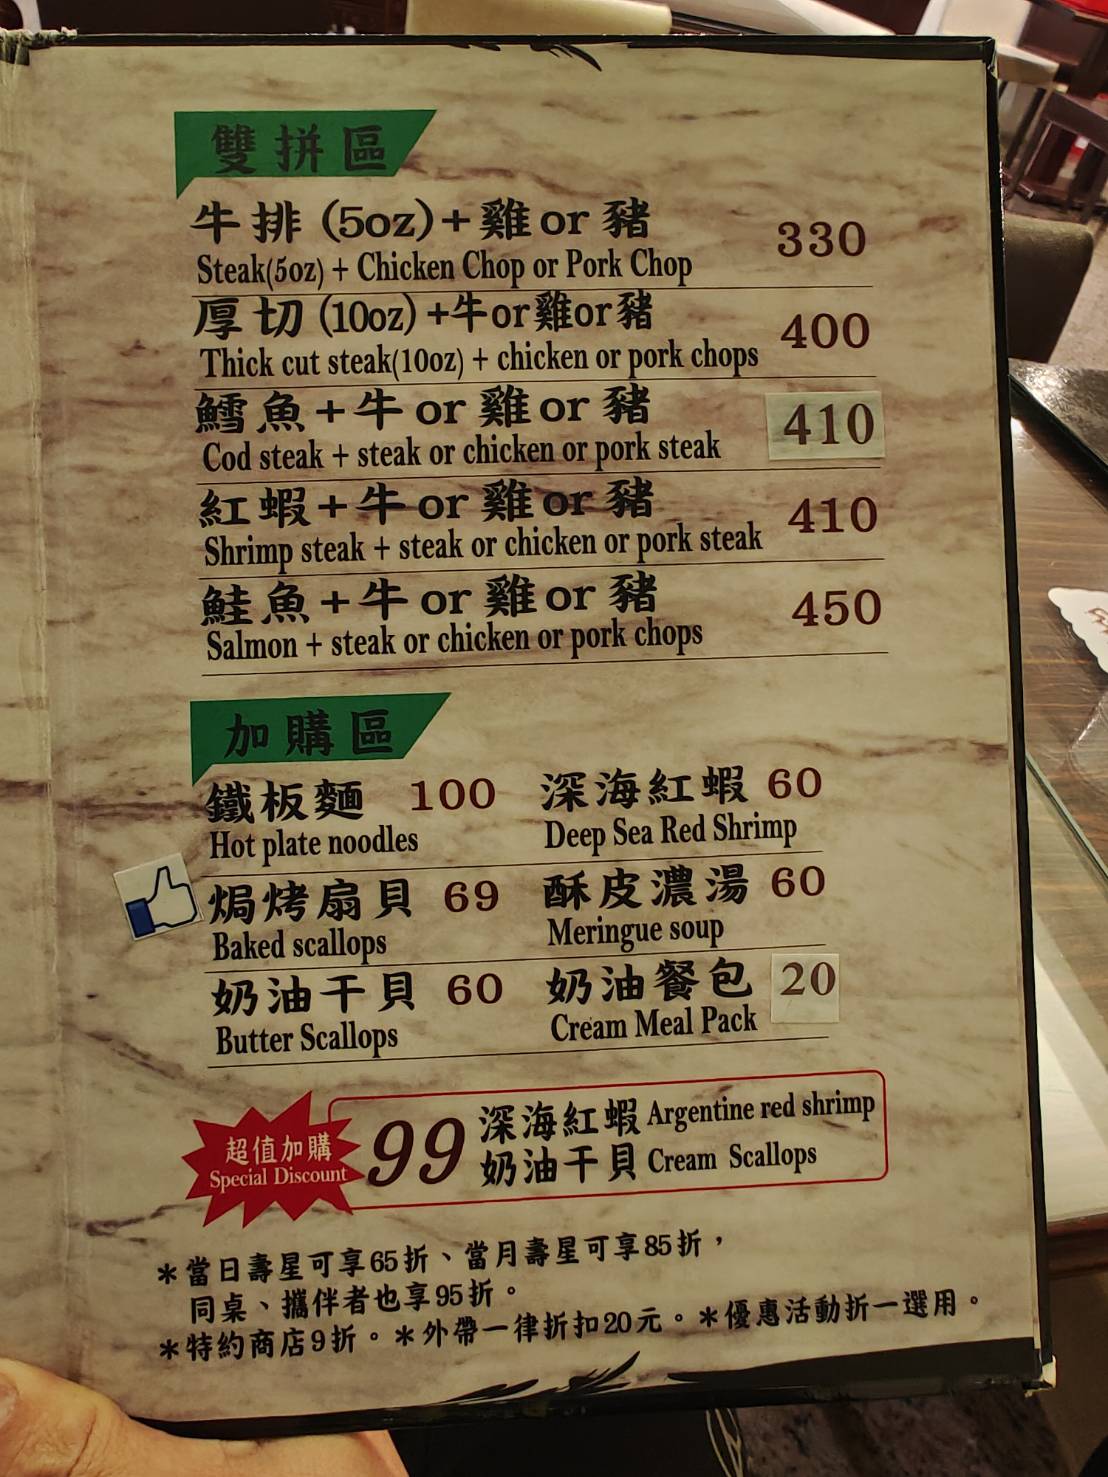 雙拼區
牛排 (5oz)+雞or豬 330
Steak(5oz) + Chicken Chop or Pork Chop
厚切 (10oz)+牛or雞or豬 400
Thick cut steak(10oz) + chicken or pork chops
鱈魚+牛 or 雞 or 豬 410
Cod steak + steak or chicken or pork steak
紅蝦+牛 or 雞 or 豬 410
Shrimp steak + steak or chicken or pork steak
鮭魚+牛 or 雞 or 豬 450
Salmon + steak or chicken or pork chops
加購區
鐵板麵 100 深海紅蝦 60
Hot plate noodles Deep Sea Red Shrimp
焗烤扇貝 69 酥皮濃湯 60
Baked scallops Meringue soup
奶油干貝 60 奶油餐包 20
Butter Scallops Cream Meal Pack
超值加購
Special Discount
99
深海紅蝦 Argentine red shrimp
奶油干貝 Cream Scallops
＊當日壽星可享65折、當月壽星可享85折，
同桌、攜伴者也享95折。
＊特約商店9折。＊外帶一律折扣20元。＊優惠活動折一選用。